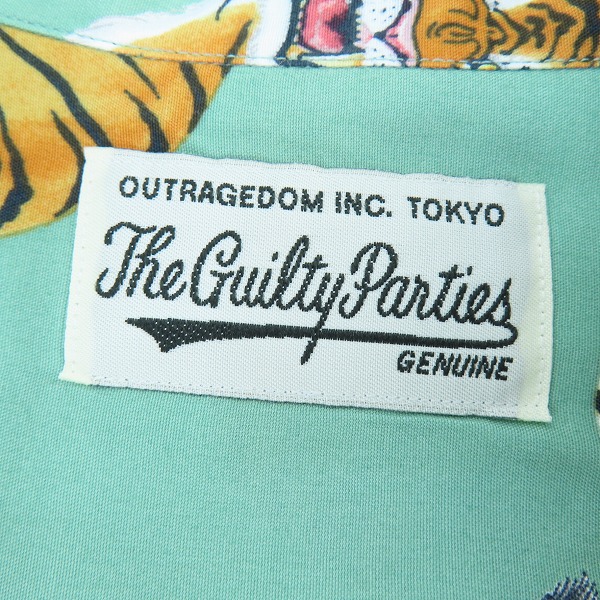 OUTRAGEDOM INC. TOKYO
The Guilty Parties
GENUINE